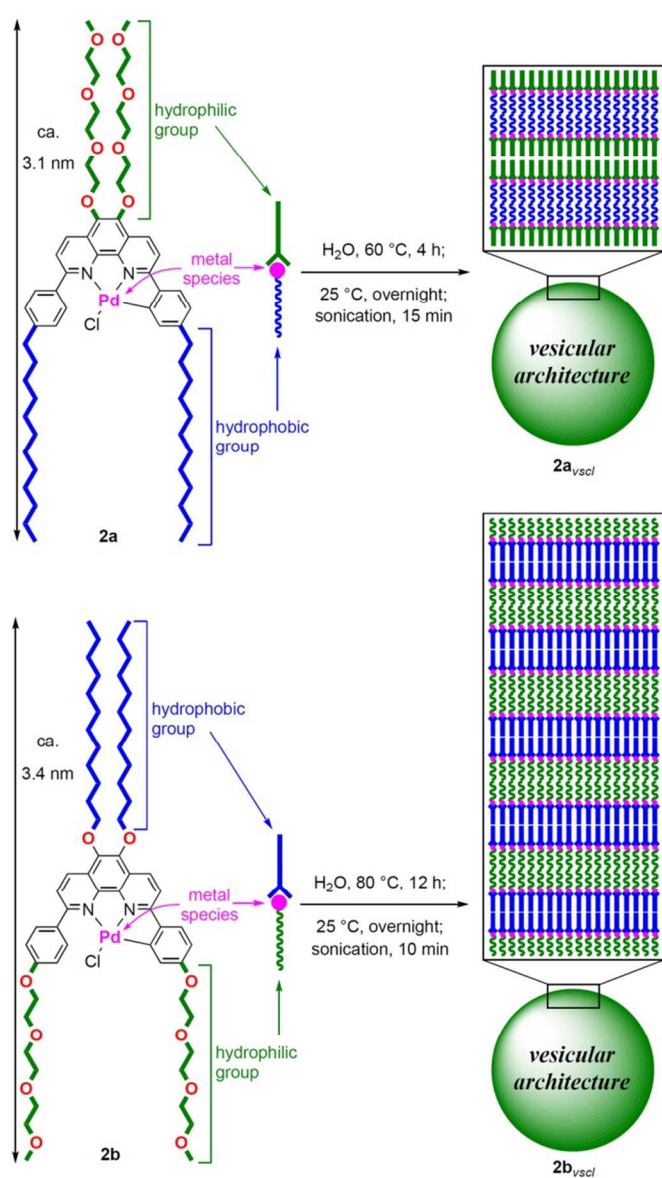 O O
O O
O O
ca.
3.1 nm
hydrophilic
group
O O
N N
Pd
Cl
metal
species
hydrophobic
group
2a
H₂O, 60 °C, 4 h;
25 °C, overnight;
sonication, 15 min
vesicular
architecture
2a_vscl
ca.
3.4 nm
hydrophobic
group
O O
N N
Pd
Cl
metal
species
O O
O O
O O
O O
hydrophilic
group
2b
H₂O, 80 °C, 12 h;
25 °C, overnight;
sonication, 10 min
vesicular
architecture
2b_vscl